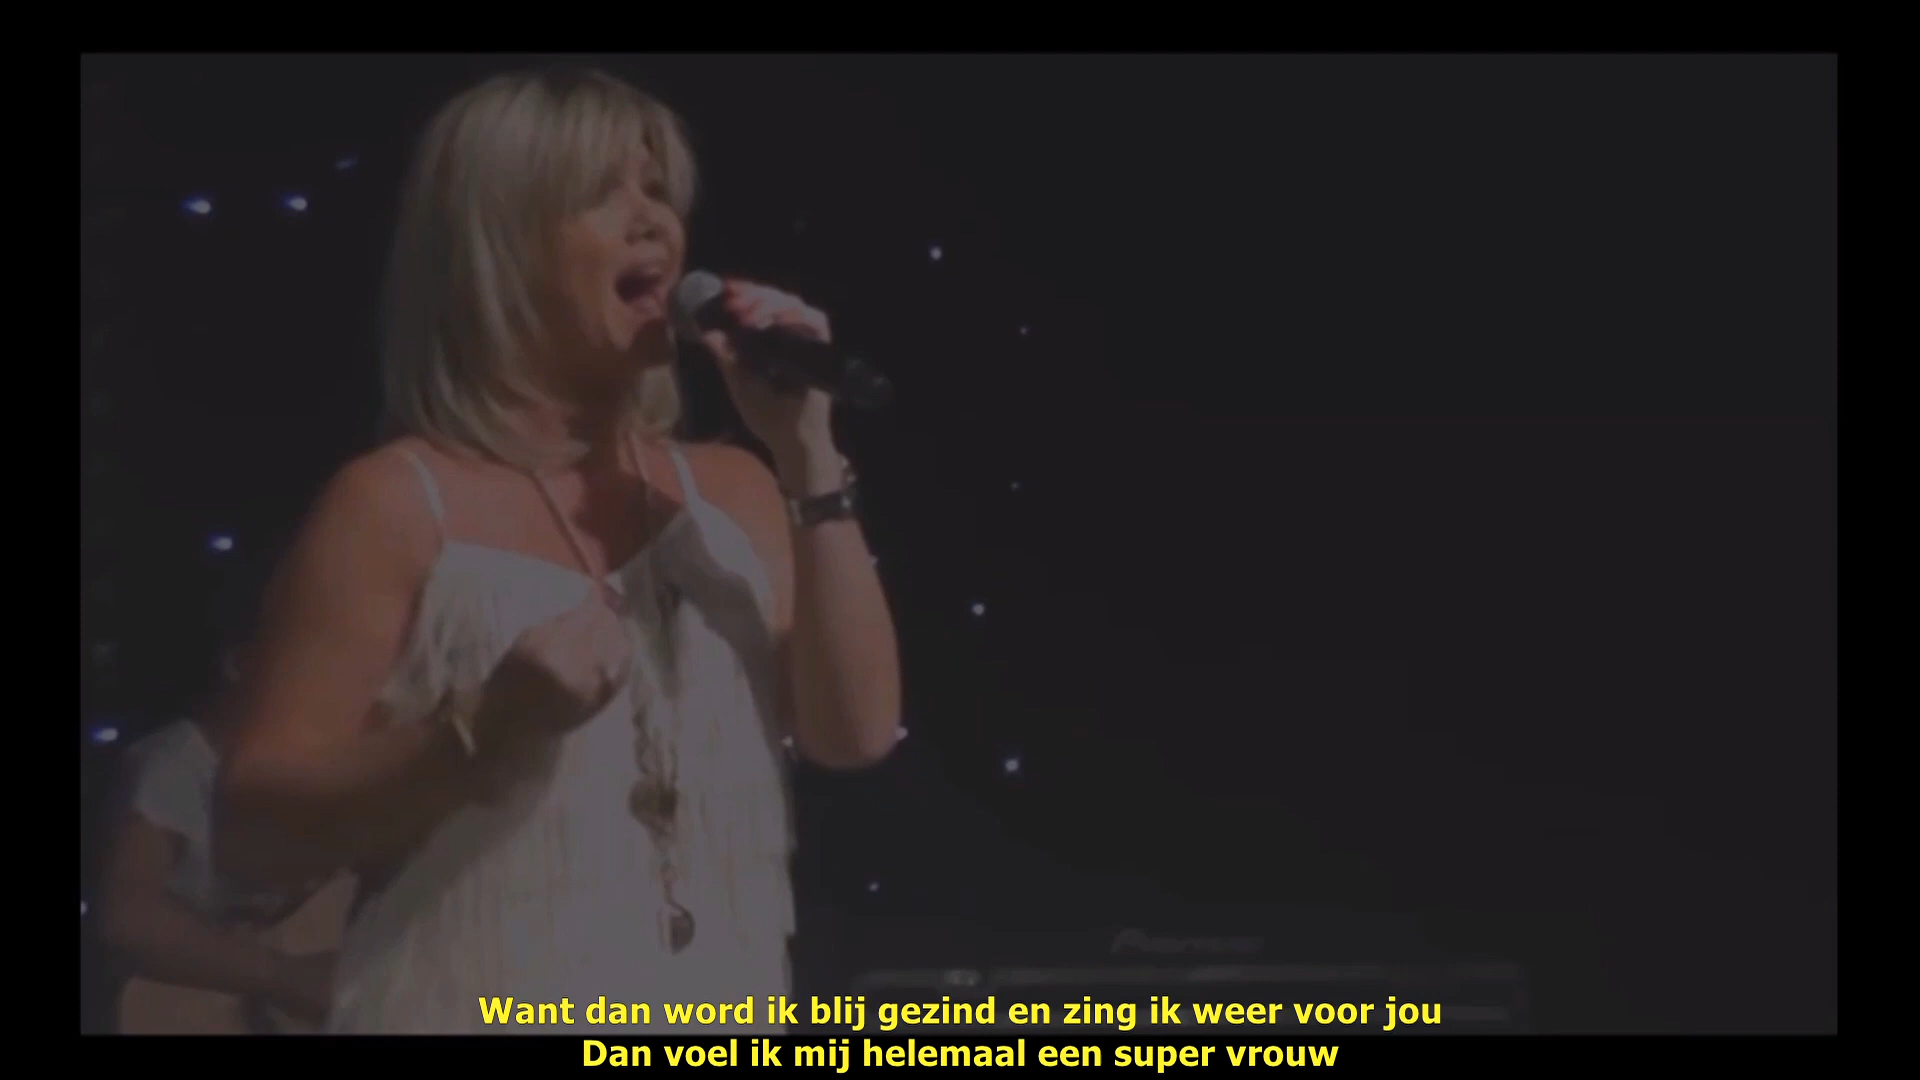 Want dan word ik blij gezind en zing ik weer voor jou
Dan voel ik mij helemaal een super vrouw